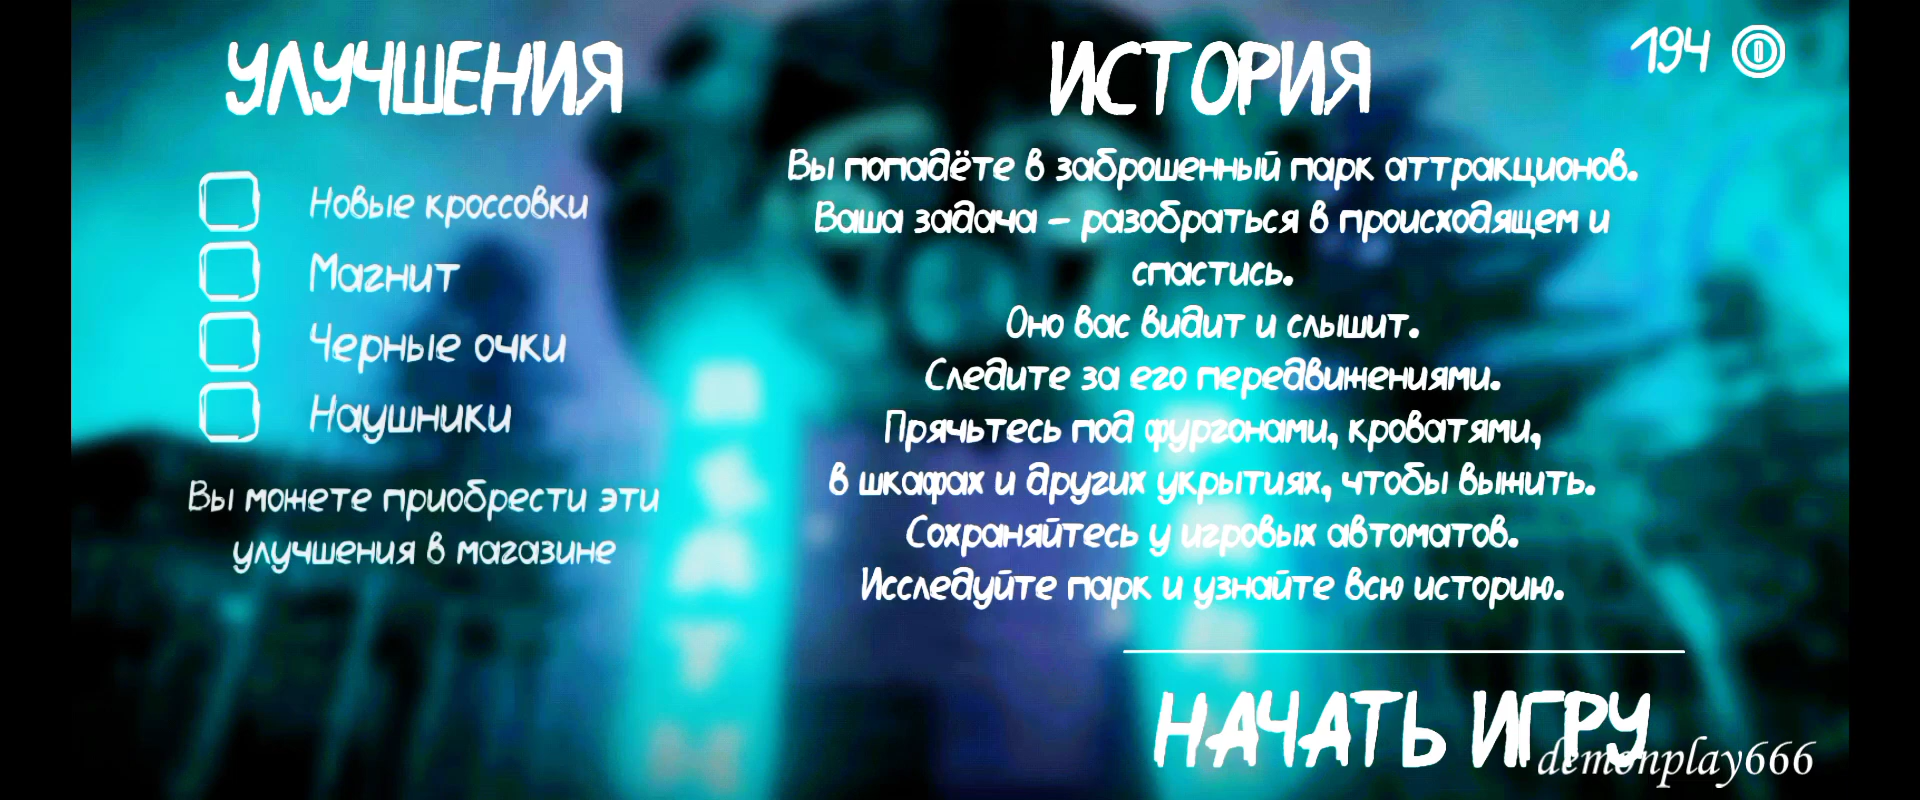 УЛУЧШЕНИЯ
Новые кроссовки
Магнит
Черные очки
Наушники
Вы можете приобрести эти
улучшения в магазине
ИСТОРИЯ
194
Вы попадёте в заброшенный парк аттракционов.
Ваша задача – разобраться в происходящем и
спастись.
Оно вас видит и слышит.
Следите за его передвижениями.
Прячьтесь под фургонами, кроватями,
в шкафах и других укрытиях, чтобы выжить.
Сохраняйтесь у игровых автоматов.
Исследуйте парк и узнайте всю историю.
НАЧАТЬ ИГРУ
demonplay666